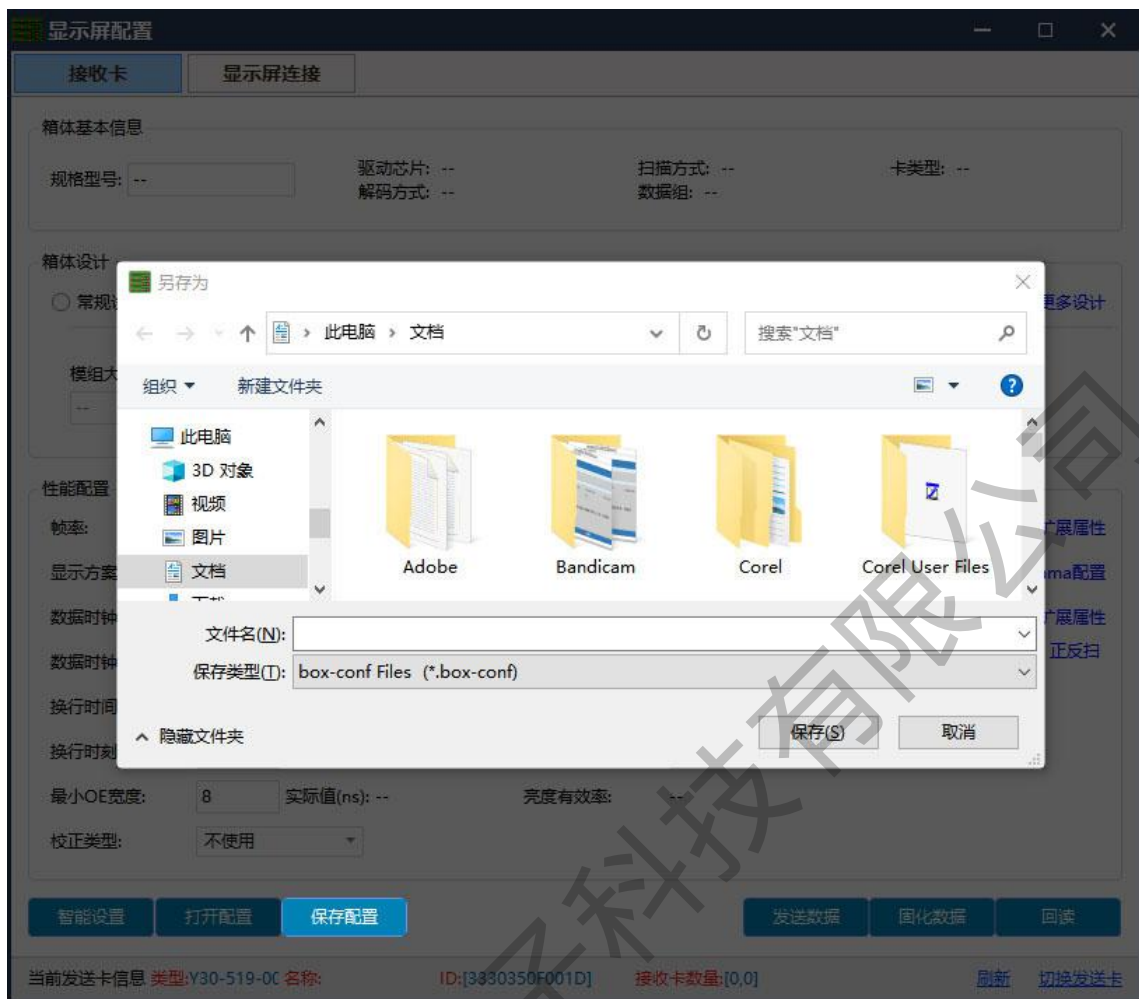 显示屏配置
接收卡 显示屏连接
箱体基本信息
规格型号: -- 驱动芯片: -- 扫描方式: -- 卡类型: --
解码方式: -- 数据组: --
箱体设计
常规 更多设计
模组大
--
性能配置
帧率: 扩展属性
显示方案 ma配置
数据时钟 扩展属性
数据时钟 正反扫
换行时间
换行时刻
最小OE宽度: 8 实际值(ns): -- 亮度有效率: --
校正类型: 不使用
智能设置 打开配置 保存配置 发送数据 固化数据 回读
当前发送卡信息 类型:Y30-519-0C 名称: ID:[3330350F001D] 接收卡数量:[0,0] 刷新 切换发送卡
另存为
此电脑 › 文档 搜索"文档"
组织 新建文件夹
此电脑
3D 对象
视频
图片
文档
Adobe Bandicam Corel Corel User Files
文件名(N):
保存类型(T): box-conf Files (*.box-conf)
隐藏文件夹 保存(S) 取消
子科技有限公司